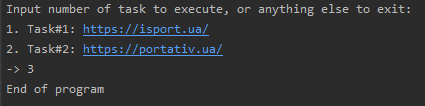 Input number of task to execute, or anything else to exit:
1. Task#1: https://isport.ua/
2. Task#2: https://portativ.ua/
-> 3
End of program